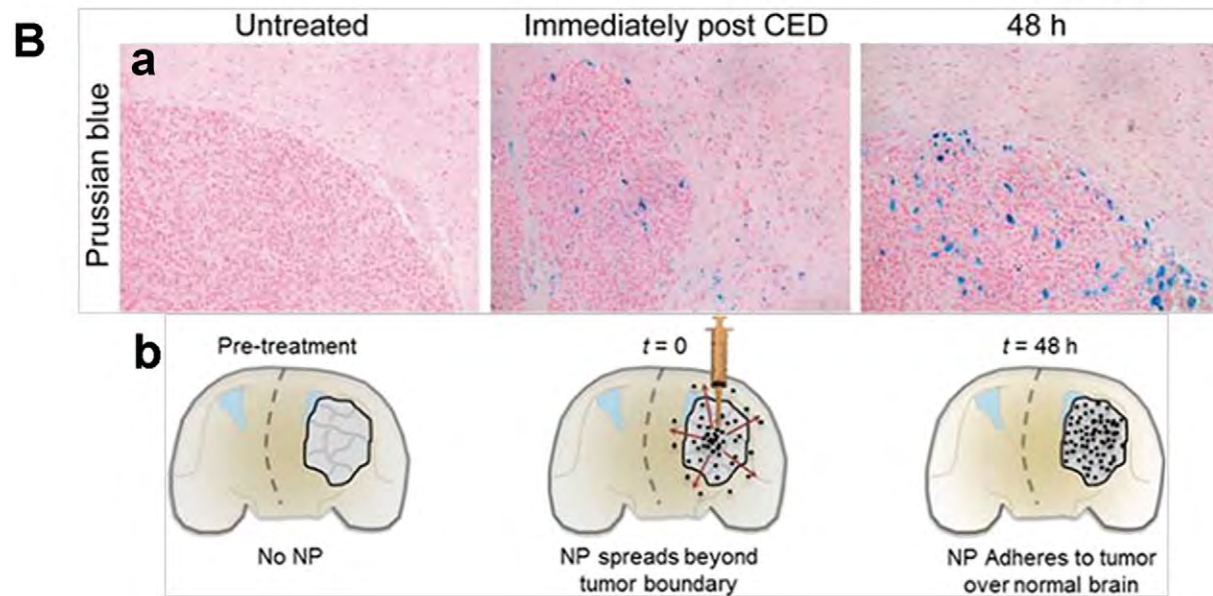 B
Untreated
Immediately post CED
48 h
Prussian blue
a
b
Pre-treatment
t = 0
t = 48 h
No NP
NP spreads beyond
tumor boundary
NP Adheres to tumor
over normal brain